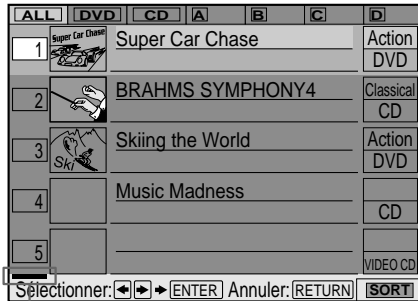 ALL DVD CD A B C D
1 Super Car Chase Super Car Chase Action
DVD
2 BRAHMS SYMPHONY4 Classical
CD
3 Ski Skiing the World Action
DVD
4 Music Madness
CD
5
VIDEO CD
Sélectionner: ENTER Annuler: RETURN SORT